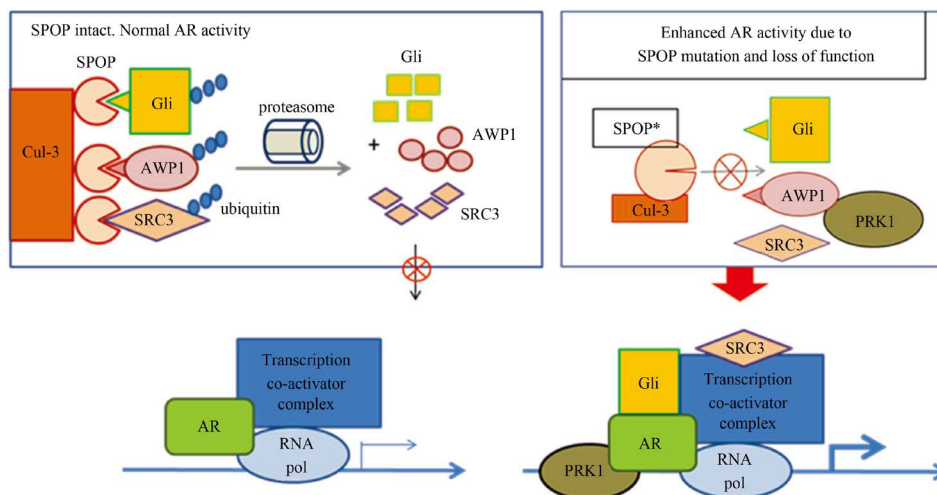 SPOP intact. Normal AR activity
SPOP
Cul-3
Gli
AWP1
SRC3
ubiquitin
proteasome
Gli
+
AWP1
SRC3
Enhanced AR activity due to
SPOP mutation and loss of function
SPOP*
Cul-3
Gli
AWP1
PRK1
SRC3
Transcription
co-activator
complex
AR
RNA
pol
SRC3
Gli
Transcription
co-activator
complex
AR
PRK1
RNA
pol